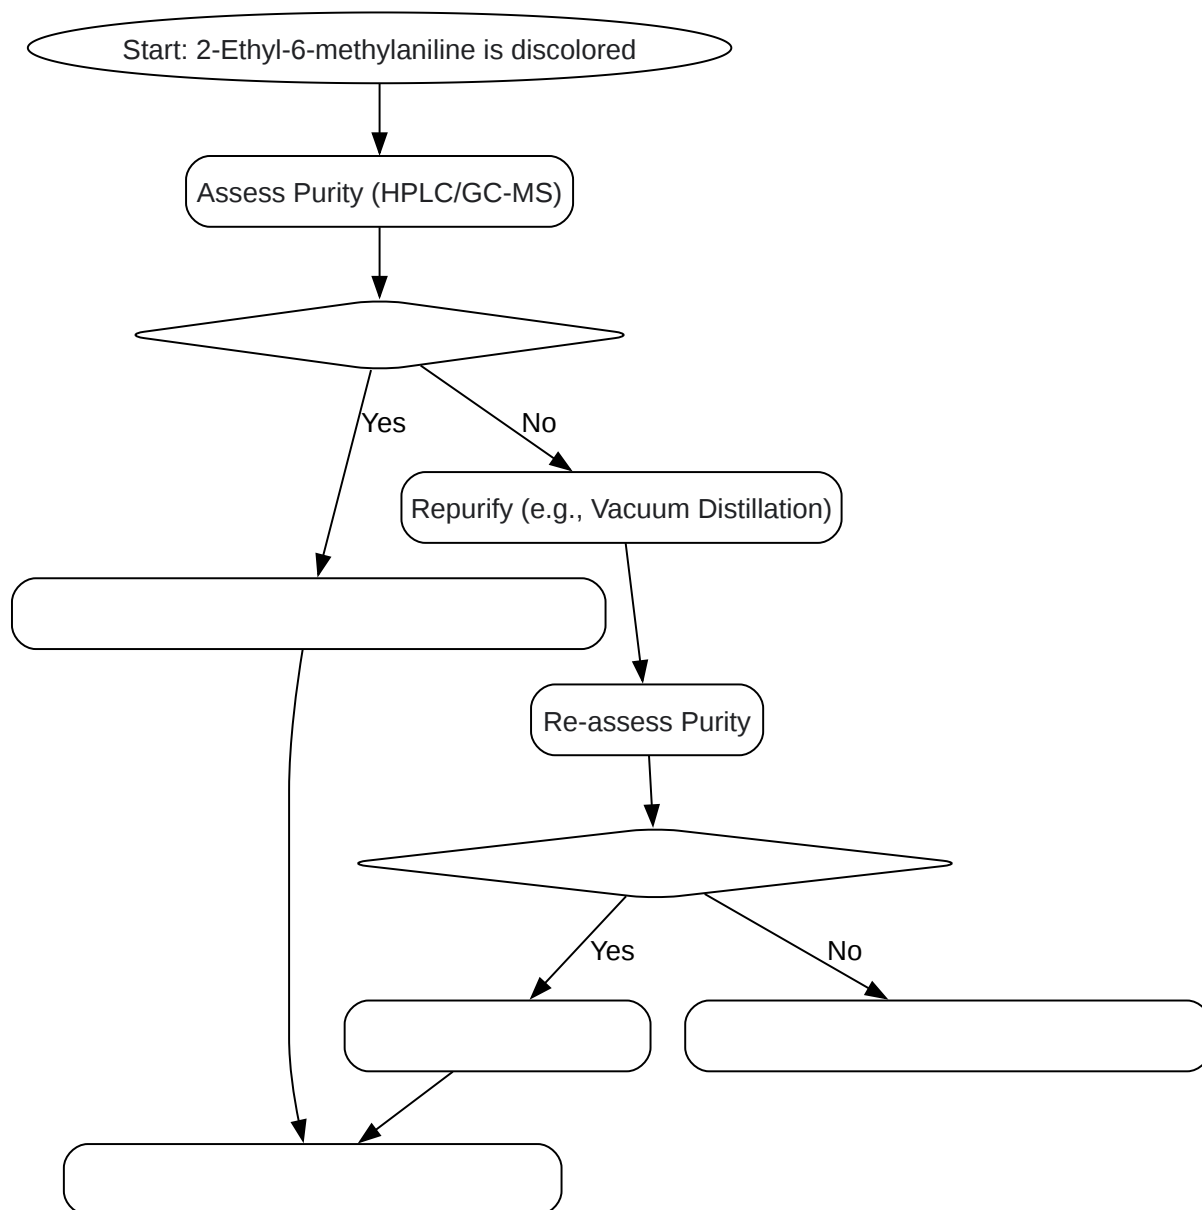 Start: 2-Ethyl-6-methylaniline is discolored
Assess Purity (HPLC/GC-MS)
Yes
No
Repurify (e.g., Vacuum Distillation)
Re-assess Purity
Yes
No